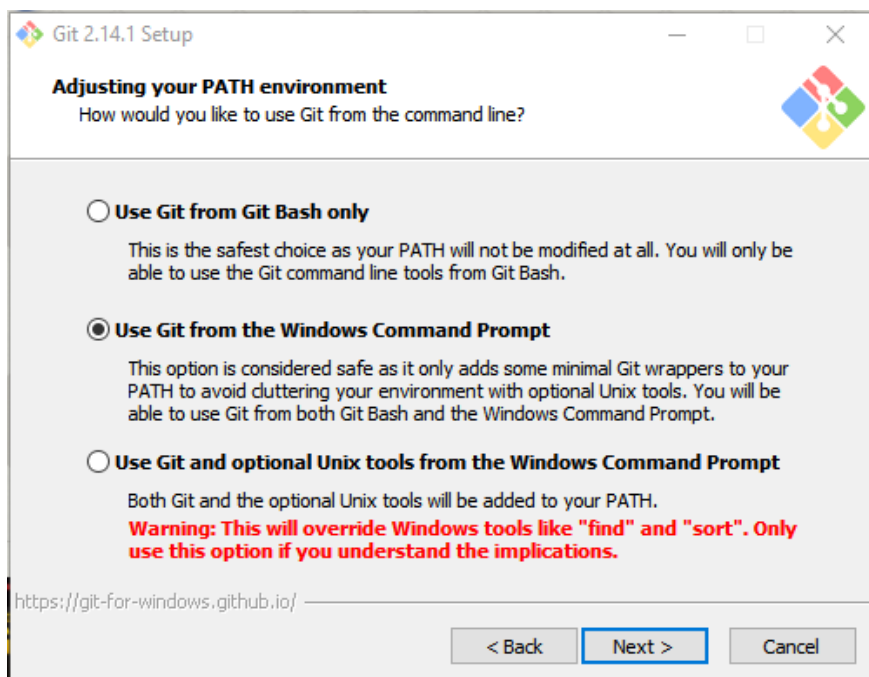 Git 2.14.1 Setup
Adjusting your PATH environment
How would you like to use Git from the command line?
Use Git from Git Bash only
This is the safest choice as your PATH will not be modified at all. You will only be
able to use the Git command line tools from Git Bash.
Use Git from the Windows Command Prompt
This option is considered safe as it only adds some minimal Git wrappers to your
PATH to avoid cluttering your environment with optional Unix tools. You will be
able to use Git from both Git Bash and the Windows Command Prompt.
Use Git and optional Unix tools from the Windows Command Prompt
Both Git and the optional Unix tools will be added to your PATH.
Warning: This will override Windows tools like "find" and "sort". Only
use this option if you understand the implications.
https://git-for-windows.github.io/
< Back Next > Cancel